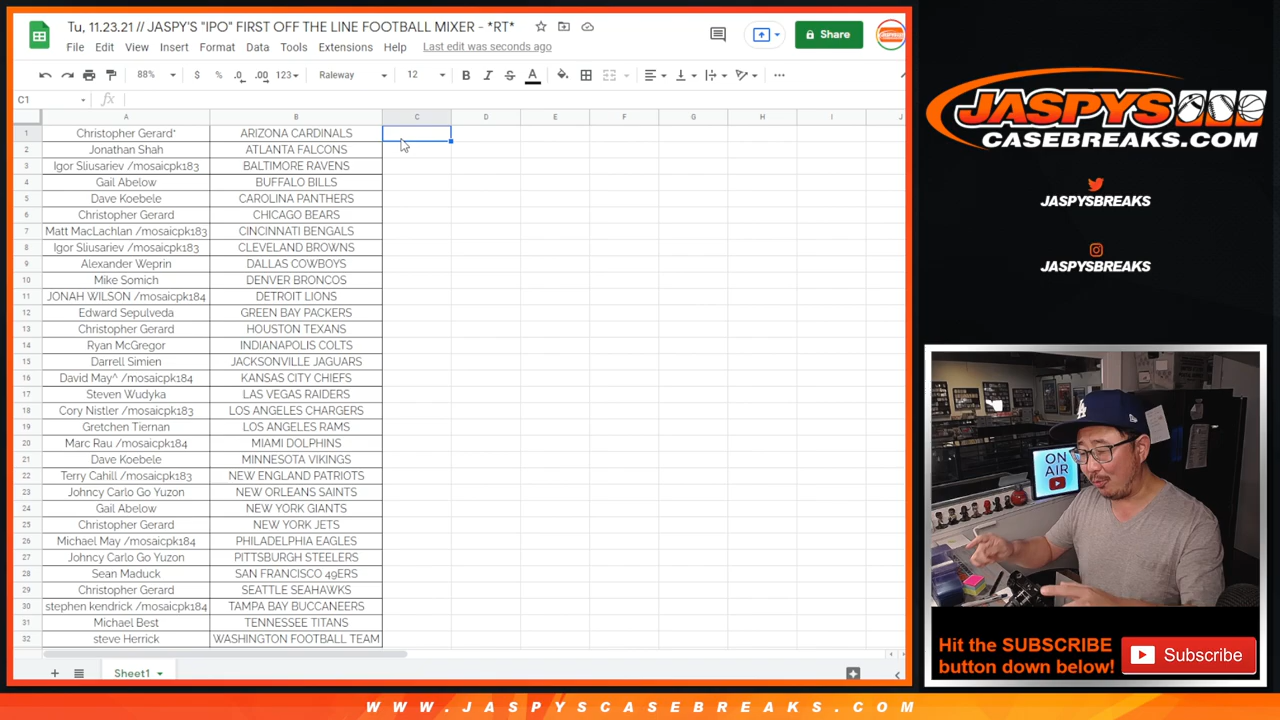 Tu, 11.23.21 // JASPY'S "IPO" FIRST OFF THE LINE FOOTBALL MIXER - *RT*
File Edit View Insert Format Data Tools Extensions Help Last edit was seconds ago
Share
88% $ % .0 .00 123 Raleway 12 B I S A
C1 fx
A B C D E F G H I J
1 Christopher Gerard* ARIZONA CARDINALS
2 Jonathan Shah ATLANTA FALCONS
3 Igor Sliusariev /mosaicpk183 BALTIMORE RAVENS
4 Gail Abelow BUFFALO BILLS
5 Dave Koebele CAROLINA PANTHERS
6 Christopher Gerard CHICAGO BEARS
7 Matt MacLachlan /mosaicpk183 CINCINNATI BENGALS
8 Igor Sliusariev /mosaicpk183 CLEVELAND BROWNS
9 Alexander Weprin DALLAS COWBOYS
10 Mike Somich DENVER BRONCOS
11 JONAH WILSON /mosaicpk184 DETROIT LIONS
12 Edward Sepulveda GREEN BAY PACKERS
13 Christopher Gerard HOUSTON TEXANS
14 Ryan McGregor INDIANAPOLIS COLTS
15 Darrell Simien JACKSONVILLE JAGUARS
16 David May^ /mosaicpk184 KANSAS CITY CHIEFS
17 Steven Wudyka LAS VEGAS RAIDERS
18 Cory Nistler /mosaicpk183 LOS ANGELES CHARGERS
19 Gretchen Tiernan LOS ANGELES RAMS
20 Marc Rau /mosaicpk184 MIAMI DOLPHINS
21 Dave Koebele MINNESOTA VIKINGS
22 Terry Cahill /mosaicpk183 NEW ENGLAND PATRIOTS
23 Johncy Carlo Go Yuzon NEW ORLEANS SAINTS
24 Gail Abelow NEW YORK GIANTS
25 Christopher Gerard NEW YORK JETS
26 Michael May /mosaicpk184 PHILADELPHIA EAGLES
27 Johncy Carlo Go Yuzon PITTSBURGH STEELERS
28 Sean Maduck SAN FRANCISCO 49ERS
29 Christopher Gerard SEATTLE SEAHAWKS
30 stephen kendrick /mosaicpk184 TAMPA BAY BUCCANEERS
31 Michael Best TENNESSEE TITANS
32 steve Herrick WASHINGTON FOOTBALL TEAM
Sheet1
JASPYS
CASEBREAKS.COM
JASPYSBREAKS
JASPYSBREAKS
ON
AIR
LA
Hit the SUBSCRIBE
button down below!
Subscribe
WWW.JASPYSCASEBREAKS.COM